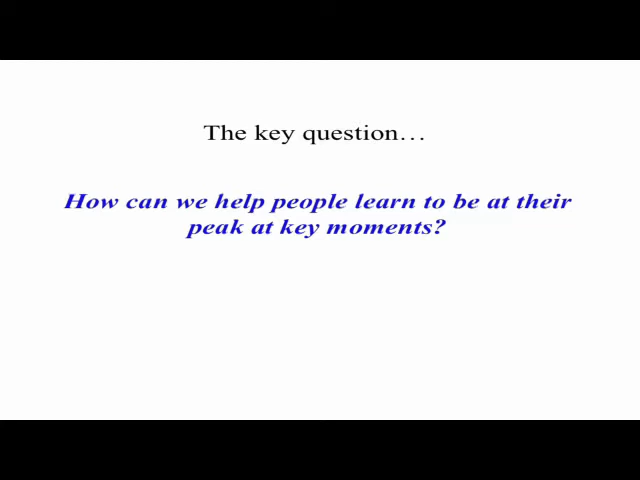 The key question…
How can we help people learn to be at their
peak at key moments?